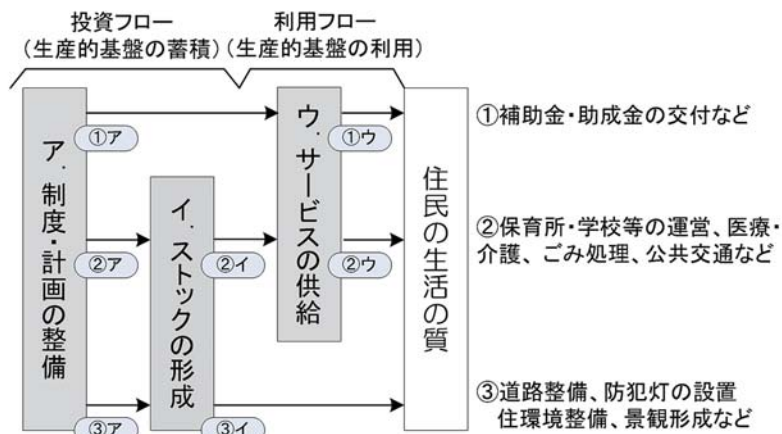 投資フロー
(生産的基盤の蓄積)
利用フロー
(生産的基盤の利用)
ア．制度・計画の整備
イ．ストックの形成
ウ．サービスの供給
住民の生活の質
①ア
①ウ
①補助金・助成金の交付など
②ア
②イ
②ウ
②保育所・学校等の運営、医療・
介護、ごみ処理、公共交通など
③ア
③イ
③道路整備、防犯灯の設置
住環境整備、景観形成など